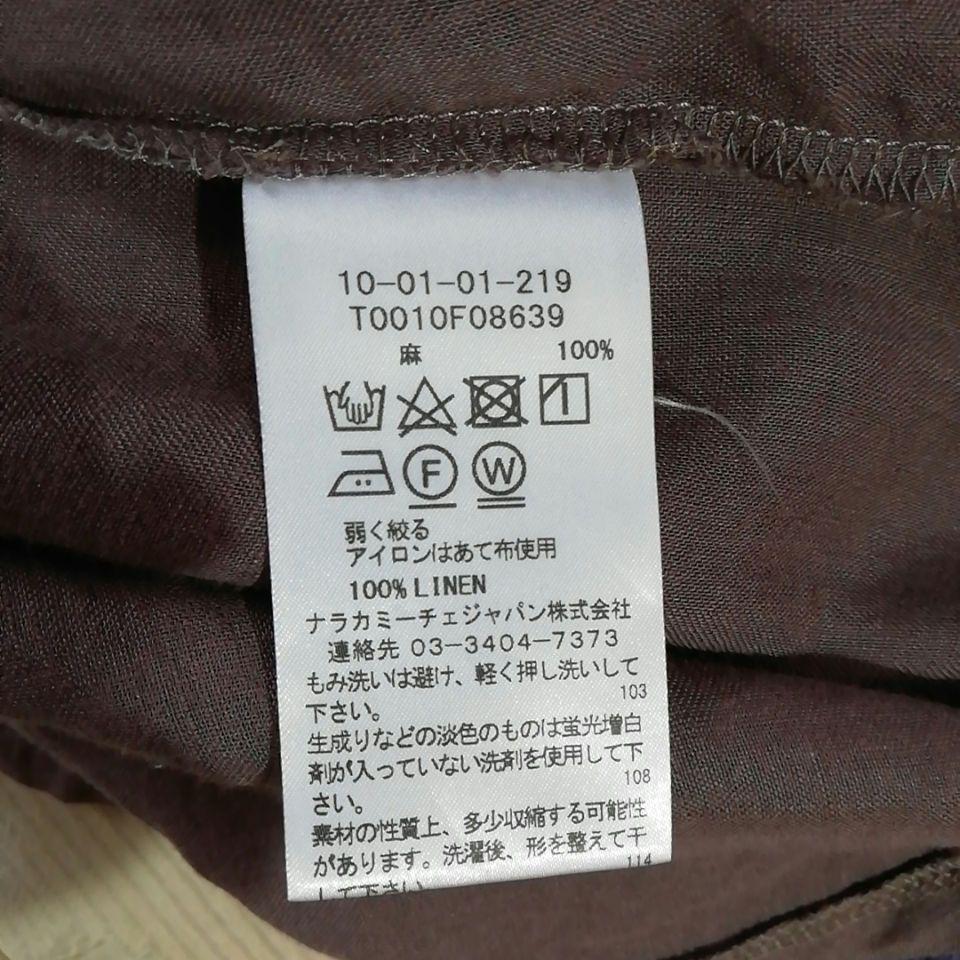 10-01-01-219
T0010F08639
麻 100%
F W
弱く絞る
アイロンはあて布使用
100% LINEN
ナラカミーチェジャパン株式会社
連絡先 03-3404-7373
もみ洗いは避け、軽く押し洗いして
下さい。 103
生成りなどの淡色のものは蛍光増白
剤が入っていない洗剤を使用して下
さい。 108
素材の性質上、多少収縮する可能性
があります。洗濯後、形を整えて干
して下さい 114